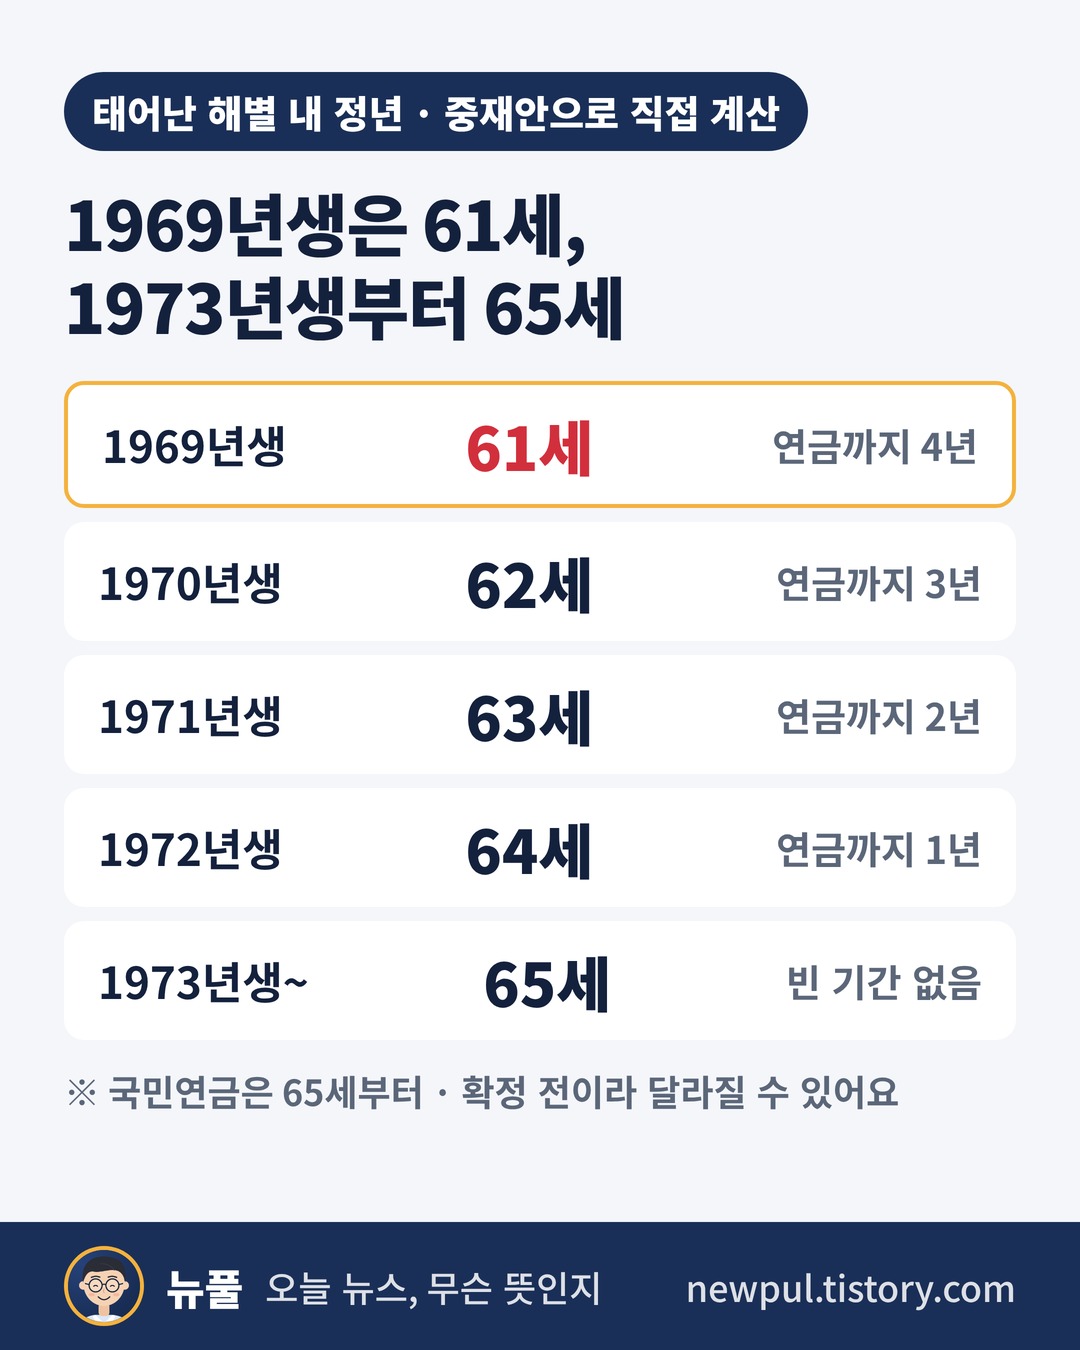 태어난 해별 내 정년 · 중재안으로 직접 계산
1969년생은 61세,
1973년생부터 65세
1969년생 61세 연금까지 4년
1970년생 62세 연금까지 3년
1971년생 63세 연금까지 2년
1972년생 64세 연금까지 1년
1973년생~ 65세 빈 기간 없음
※ 국민연금은 65세부터 · 확정 전이라 달라질 수 있어요
뉴풀 오늘 뉴스, 무슨 뜻인지 newpul.tistory.com